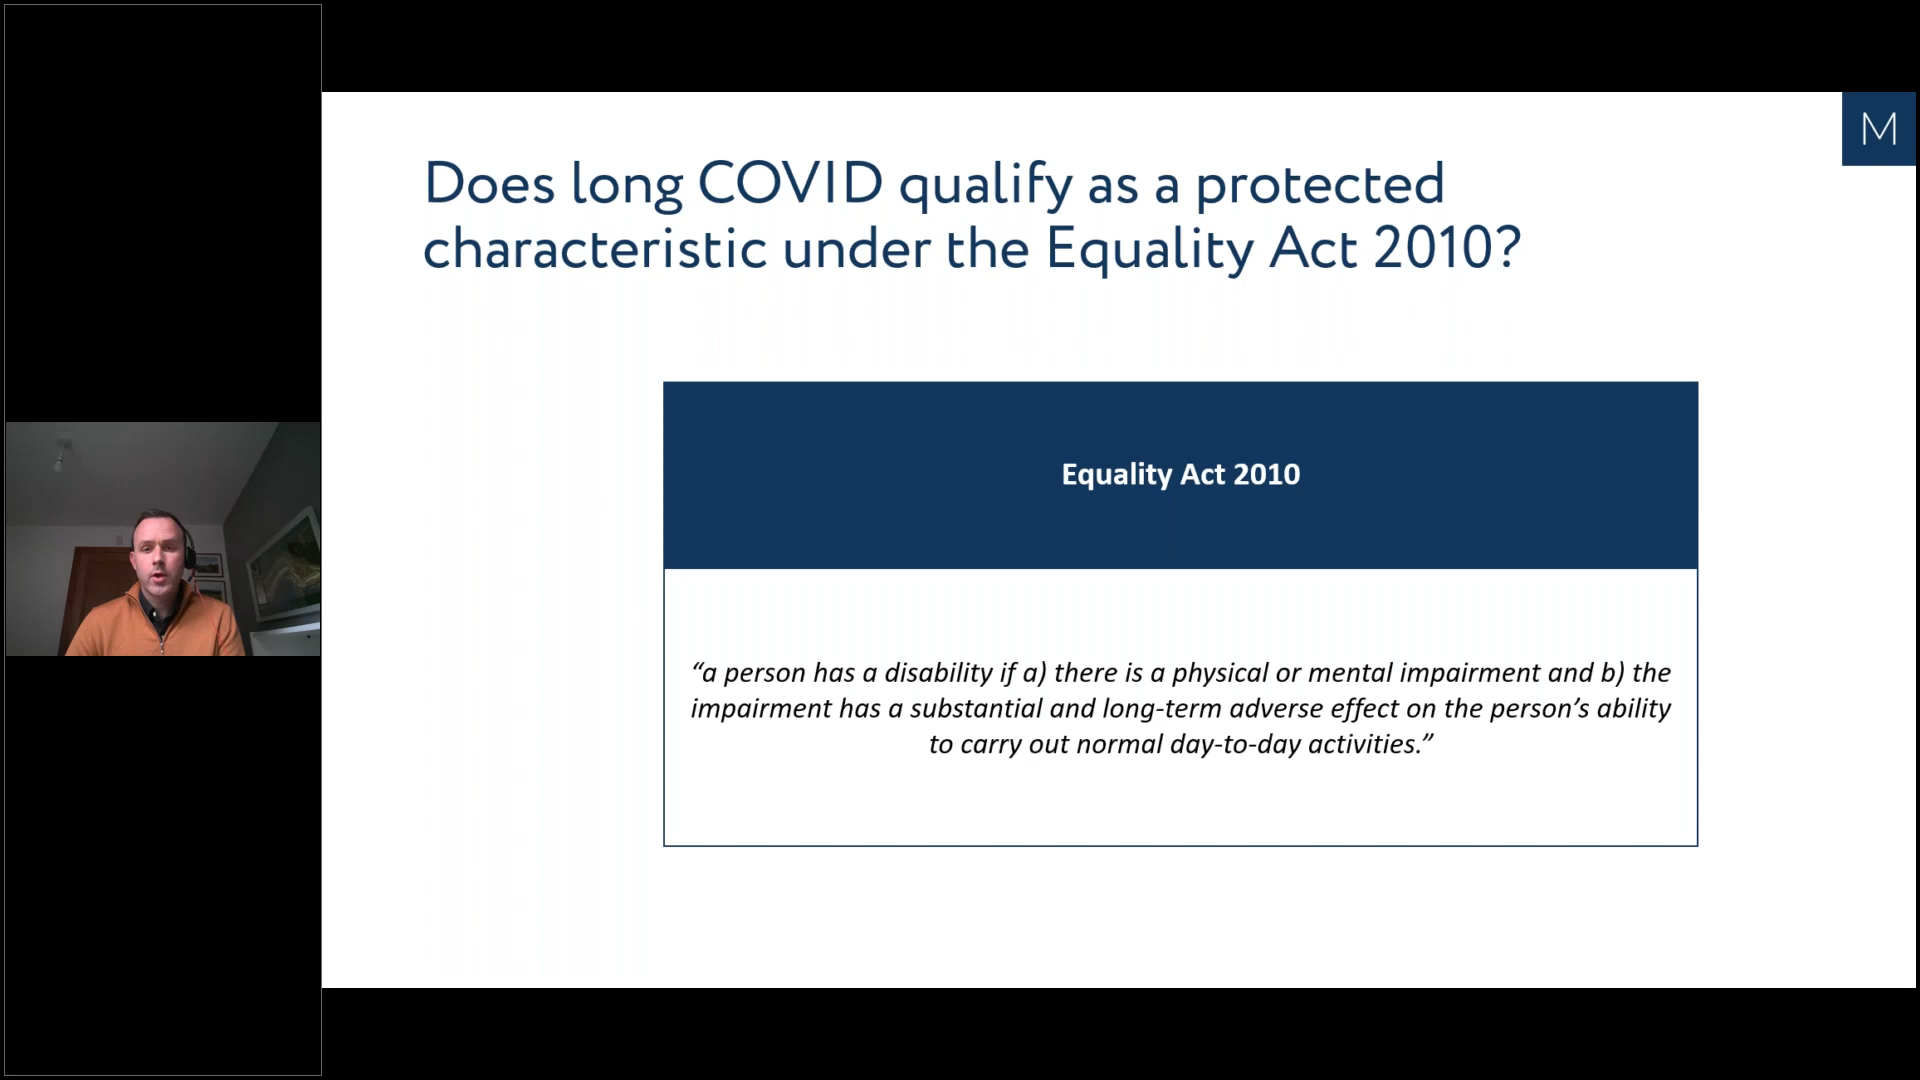 M
Does long COVID qualify as a protected
characteristic under the Equality Act 2010?
Equality Act 2010
“a person has a disability if a) there is a physical or mental impairment and b) the
impairment has a substantial and long-term adverse effect on the person’s ability
to carry out normal day-to-day activities.”